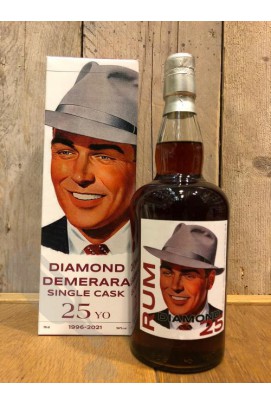 DIAMOND
DEMERARA
SINGLE CASK
25 YO
1996-2021
RUM
DIAMOND
25